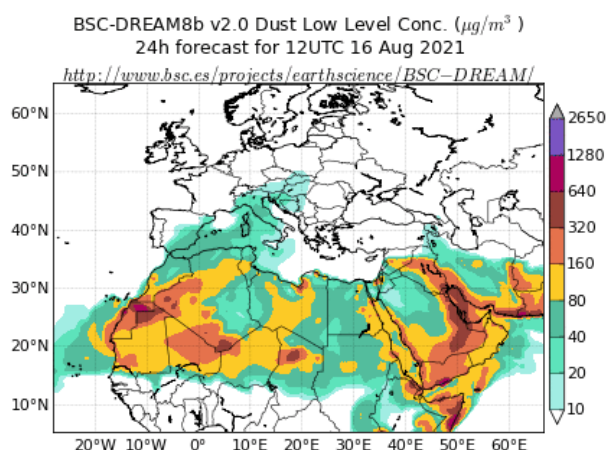 BSC-DREAM8b v2.0 Dust Low Level Conc. (μg/m³ )
24h forecast for 12UTC 16 Aug 2021
http://www.bsc.es/projects/earthscience/BSC−DREAM/
60°N
50°N
40°N
30°N
20°N
10°N
20°W 10°W 0° 10°E 20°E 30°E 40°E 50°E 60°E
2650
1280
640
320
160
80
40
20
10